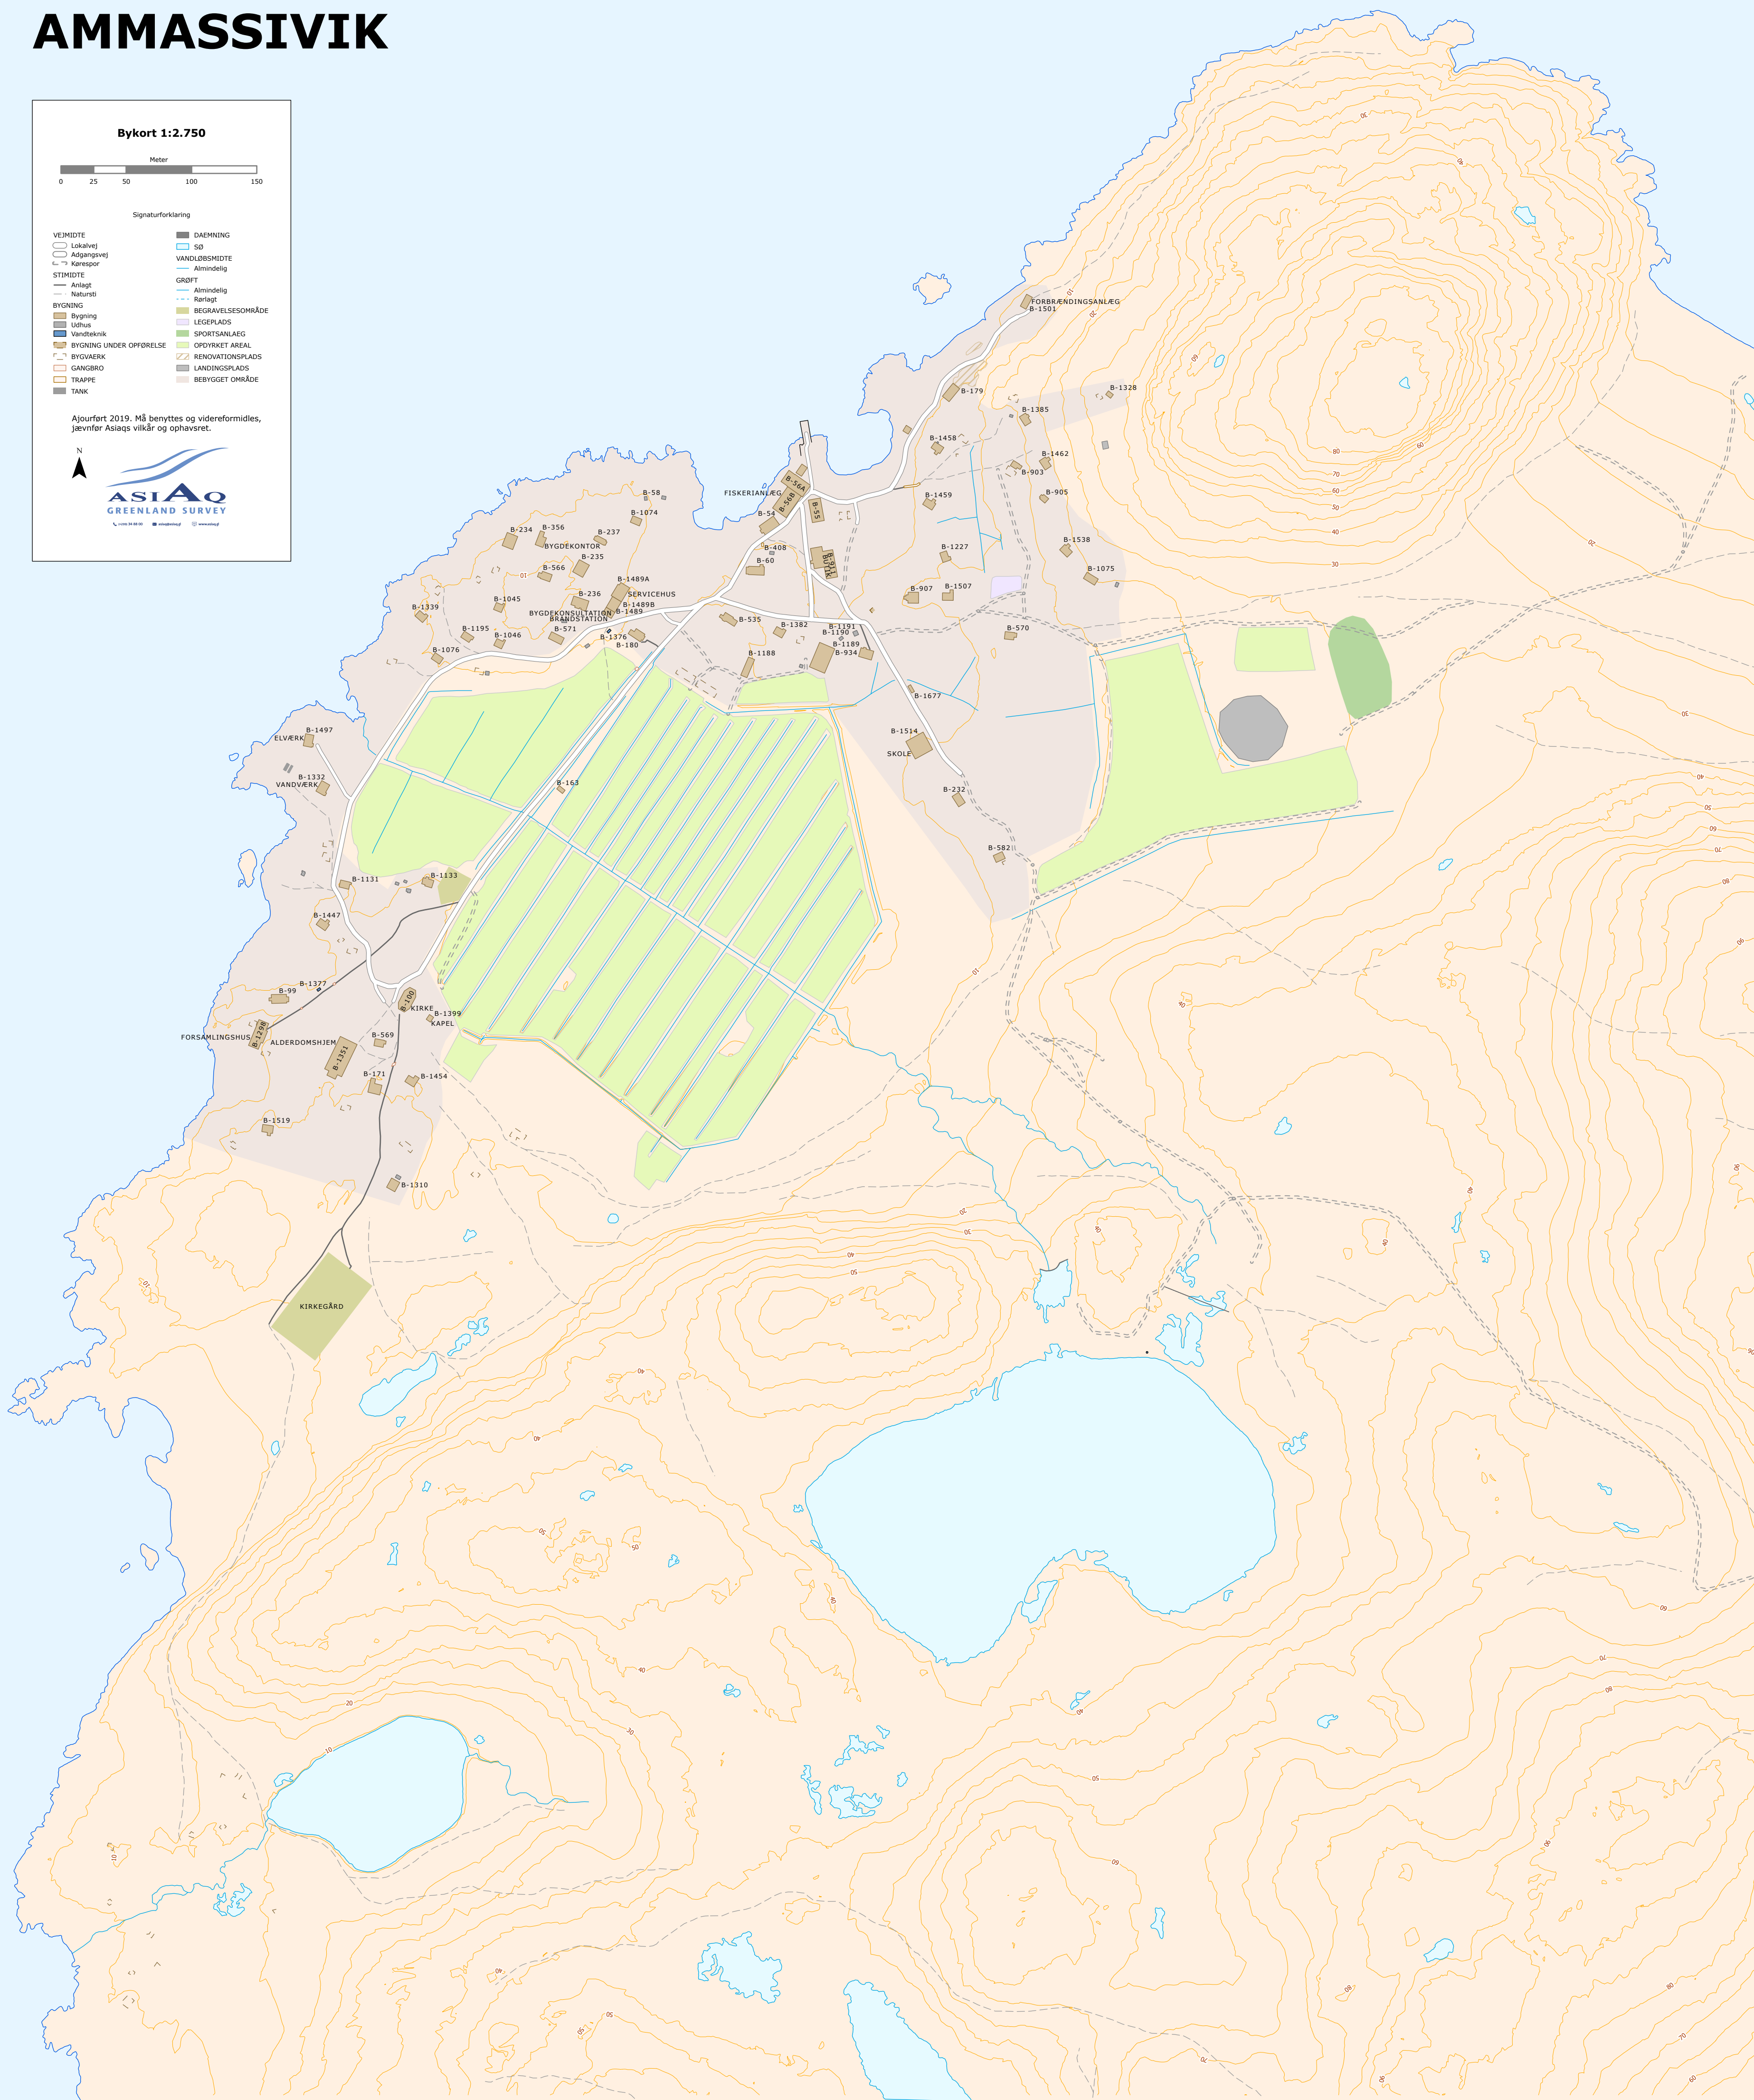 AMMASSIVIK
Bykort 1:2.750
Meter
0 25 50 100 150
Signaturforklaring
VEJMIDTE
Lokalvej
Adgangsvej
Kørespor
STIMIDTE
Anlagt
Natursti
BYGNING
Bygning
Udhus
Vandteknik
BYGNING UNDER OPFØRELSE
BYGVAERK
GANGBRO
TRAPPE
TANK
DAEMNING
SØ
VANDLØBSMIDTE
Almindelig
GRØFT
Almindelig
Rørlagt
BEGRAVELSESOMRÅDE
LEGEPLADS
SPORTSANLAEG
OPDYRKET AREAL
RENOVATIONSPLADS
LANDINGSPLADS
BEBYGGET OMRÅDE
Ajourført 2019. Må benyttes og videreformidles,
jævnfør Asiaqs vilkår og ophavsret.
N
ASIAQ
GREENLAND SURVEY
FORBRÆNDINGSANLÆG
B-1501
B-179
B-1328
B-1385
B-1458
B-1462
B-903
B-905
B-1459
B-1538
B-1227
B-1075
B-907
B-1507
B-570
FISKERIANLÆG
B-56A
B-56B
B-55
B-54
B-58
B-1074
B-234
B-356
B-237
BYGDEKONTOR
B-235
B-408
B-60
B-911
BUTIK
B-566
B-1489A
SERVICEHUS
B-236
B-1489B
B-1489
BYGDEKONSULTATION
BRANDSTATION
B-1045
B-1339
B-1195
B-1046
B-571
B-1376
B-180
B-1076
B-535
B-1382
B-1191
B-1190
B-1189
B-934
B-1188
B-1677
B-1514
SKOLE
B-232
B-582
B-1497
ELVÆRK
B-1332
VANDVÆRK
B-163
B-1131
B-1133
B-1447
B-1377
B-99
B-100
KIRKE
B-1399
KAPEL
FORSAMLINGSHUS
B-1298
ALDERDOMSHJEM
B-1351
B-569
B-171
B-1454
B-1519
B-1310
KIRKEGÅRD